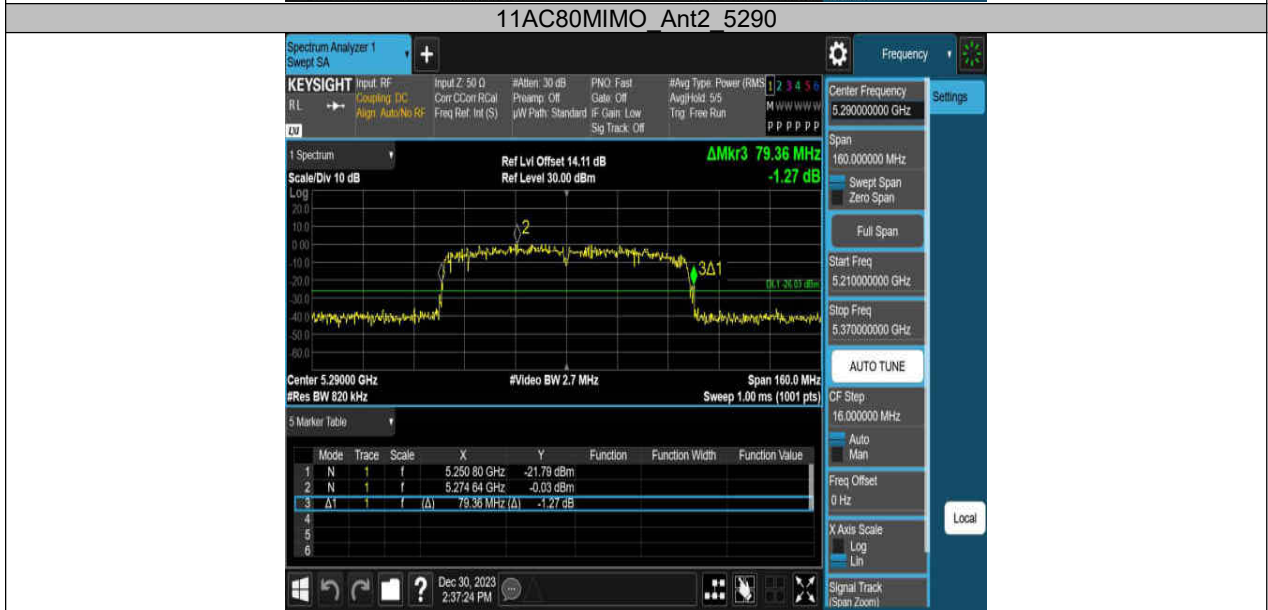 11AC80MIMO_Ant2_5290
Spectrum Analyzer 1
Swept SA
+
Frequency
KEYSIGHT
RL
LXI
Input: RF
Coupling: DC
Align: Auto/No RF
Input Z: 50 Ω
Corr CCorr RCal
Freq Ref: Int (S)
#Atten: 30 dB
Preamp: Off
µW Path: Standard
PNO: Fast
Gate: Off
IF Gain: Low
Sig Track: Off
#Avg Type: Power (RMS
Avg|Hold: 5/5
Trig: Free Run
1 2 3 4 5 6
M W W W W W
P P P P P P
Center Frequency
5.290000000 GHz
Settings
Span
160.000000 MHz
Swept Span
Zero Span
Full Span
Start Freq
5.210000000 GHz
Stop Freq
5.370000000 GHz
AUTO TUNE
CF Step
16.000000 MHz
Auto
Man
Freq Offset
0 Hz
X Axis Scale
Log
Lin
Signal Track
(Span Zoom)
Local
1 Spectrum
Scale/Div 10 dB
Ref Lvl Offset 14.11 dB
Ref Level 30.00 dBm
ΔMkr3 79.36 MHz
-1.27 dB
Log
20.0
10.0
0.00
-10.0
-20.0
-30.0
-40.0
-50.0
-60.0
2
3Δ1
DL1 -26.03 dBm
Center 5.29000 GHz
#Res BW 820 kHz
#Video BW 2.7 MHz
Span 160.0 MHz
Sweep 1.00 ms (1001 pts)
5 Marker Table
Mode Trace Scale X Y Function Function Width Function Value
1 N 1 f 5.250 80 GHz -21.79 dBm
2 N 1 f 5.274 64 GHz -0.03 dBm
3 Δ1 1 f (Δ) 79.36 MHz (Δ) -1.27 dB
4
5
6
?
Dec 30, 2023
2:37:24 PM